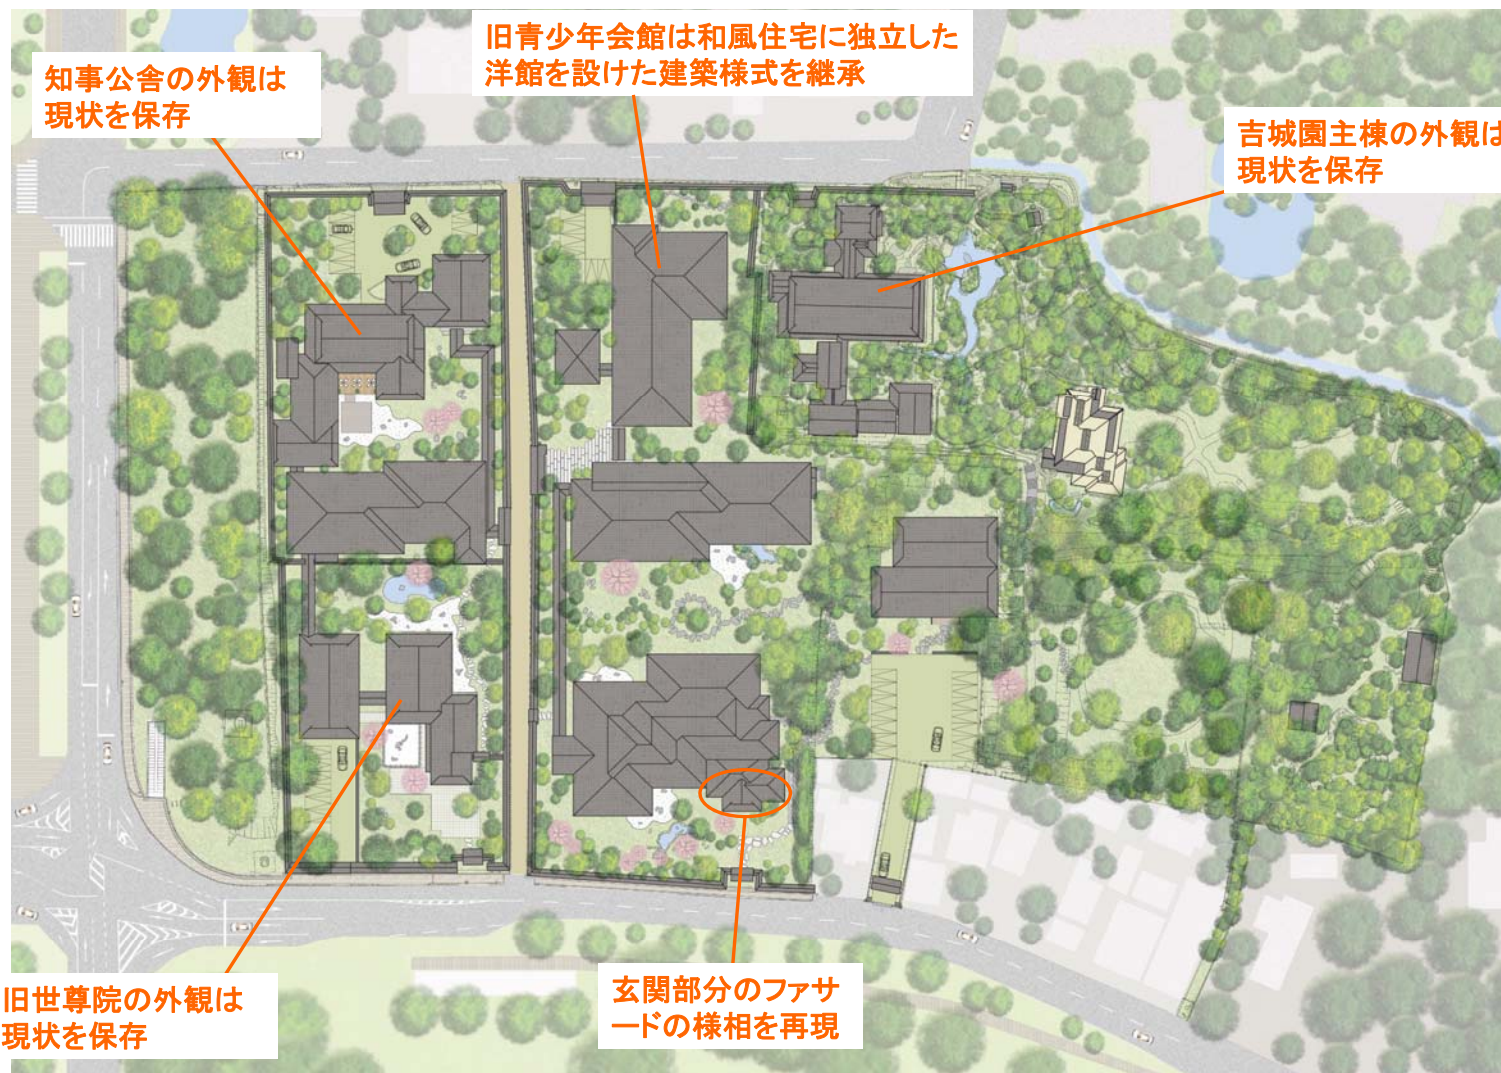 旧青少年会館は和風住宅に独立した
洋館を設けた建築様式を継承
知事公舎の外観は
現状を保存
吉城園主棟の外観は
現状を保存
旧世尊院の外観は
現状を保存
玄関部分のファサ
ードの様相を再現